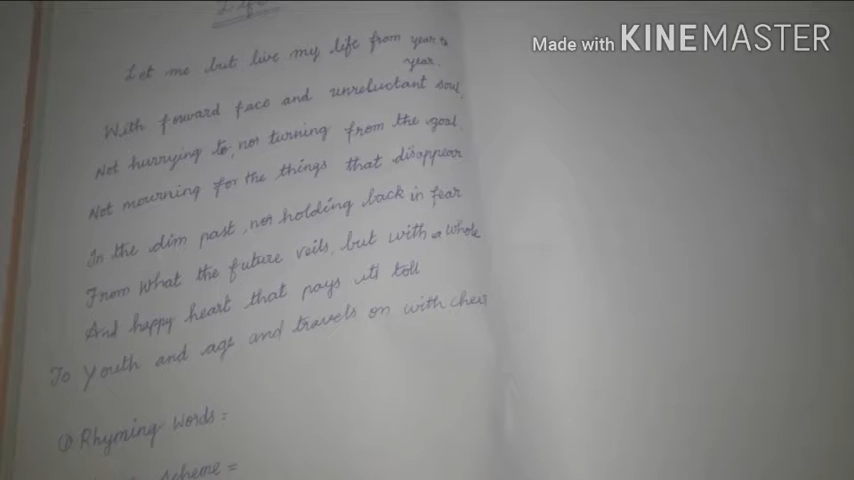 Life
Made with KINEMASTER
Let me but live my life from year to
year,
With forward face and unreluctant soul,
Not hurrying to, nor turning from the goal,
Not mourning for the things that disappear
In the dim past, nor holding back in fear
From what the future veils, but with a whole
And happy heart that pays its toll
To Youth and age and travels on with cheer
① Rhyming words =
scheme =